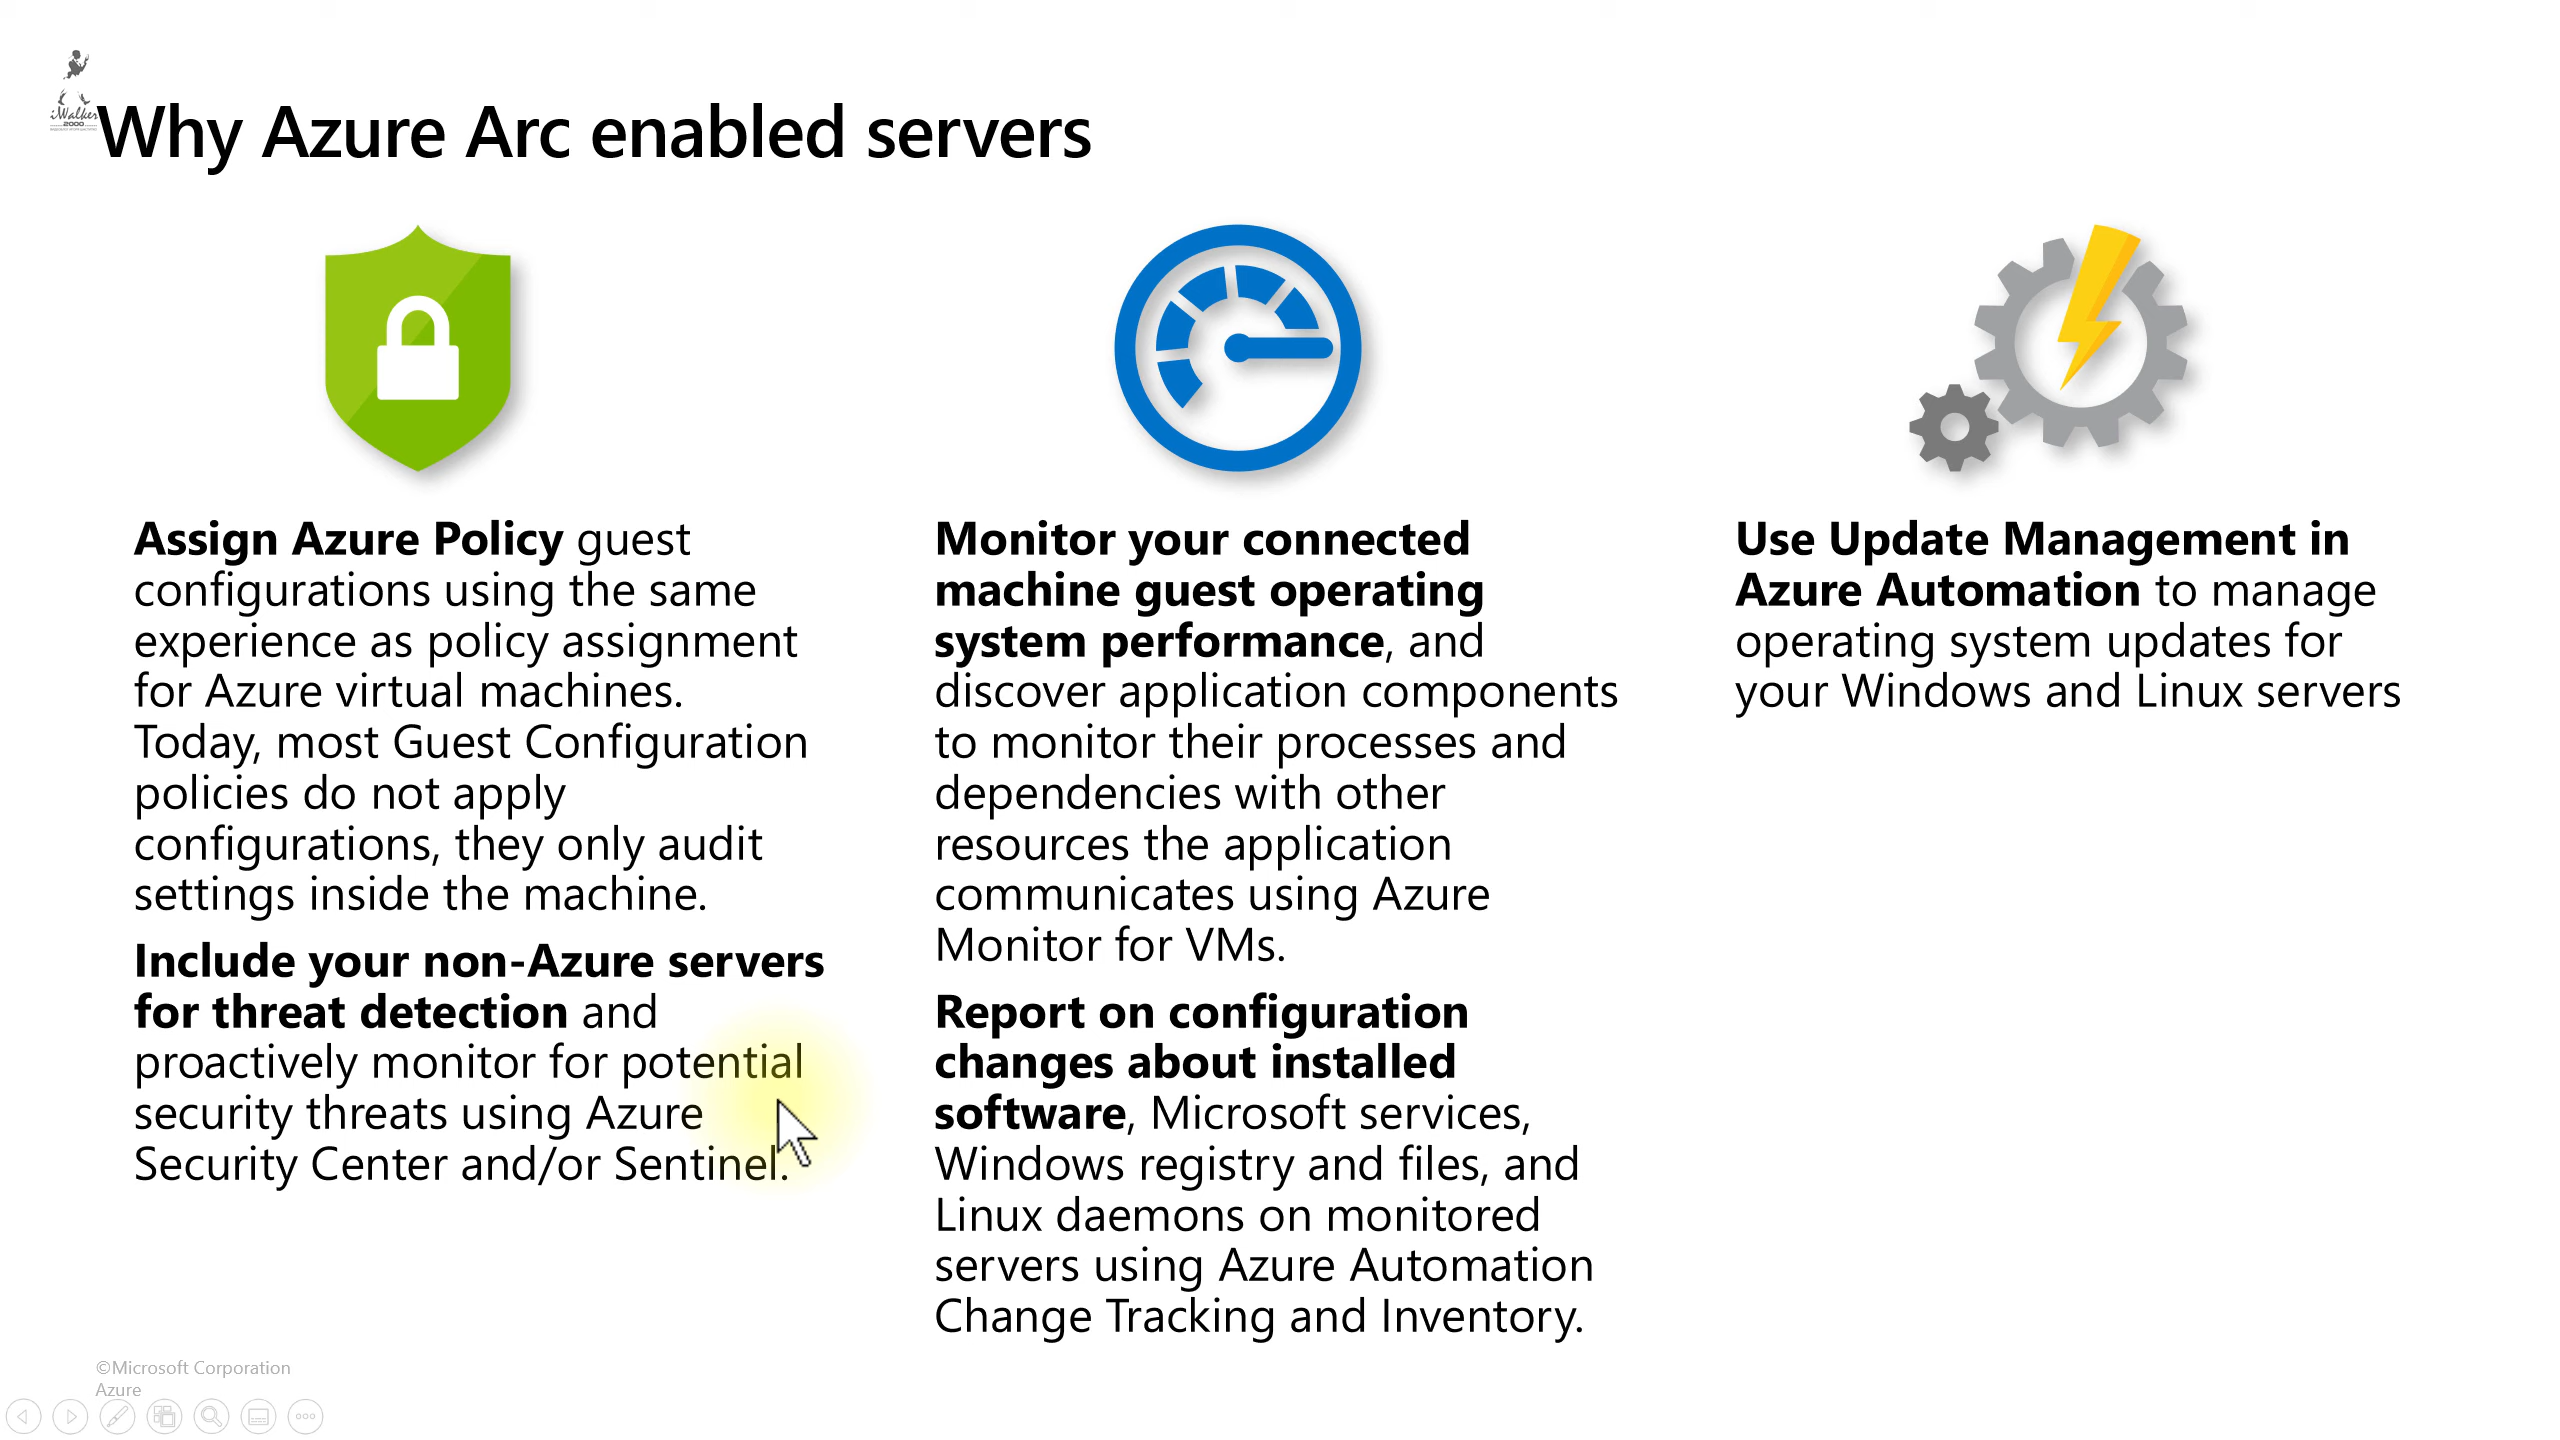 iWalker
2000
Why Azure Arc enabled servers
Assign Azure Policy guest
configurations using the same
experience as policy assignment
for Azure virtual machines.
Today, most Guest Configuration
policies do not apply
configurations, they only audit
settings inside the machine.
Include your non-Azure servers
for threat detection and
proactively monitor for potential
security threats using Azure
Security Center and/or Sentinel.
Monitor your connected
machine guest operating
system performance, and
discover application components
to monitor their processes and
dependencies with other
resources the application
communicates using Azure
Monitor for VMs.
Report on configuration
changes about installed
software, Microsoft services,
Windows registry and files, and
Linux daemons on monitored
servers using Azure Automation
Change Tracking and Inventory.
Use Update Management in
Azure Automation to manage
operating system updates for
your Windows and Linux servers
©Microsoft Corporation
Azure